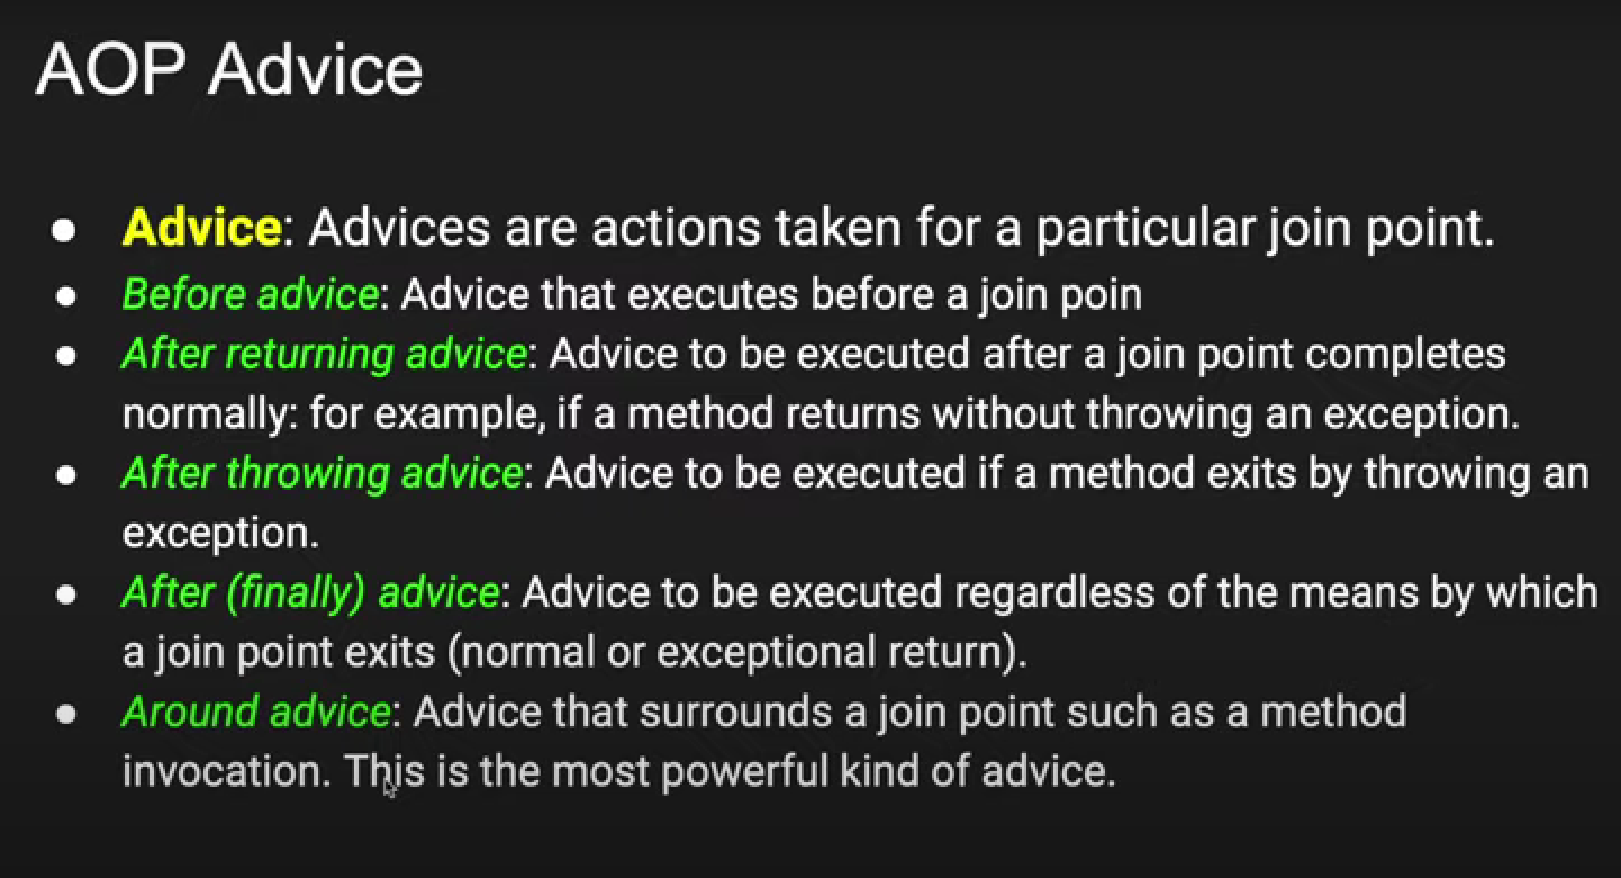 AOP Advice
● Advice: Advices are actions taken for a particular join point.
● Before advice: Advice that executes before a join poin
● After returning advice: Advice to be executed after a join point completes
normally: for example, if a method returns without throwing an exception.
● After throwing advice: Advice to be executed if a method exits by throwing an
exception.
● After (finally) advice: Advice to be executed regardless of the means by which
a join point exits (normal or exceptional return).
● Around advice: Advice that surrounds a join point such as a method
invocation. This is the most powerful kind of advice.